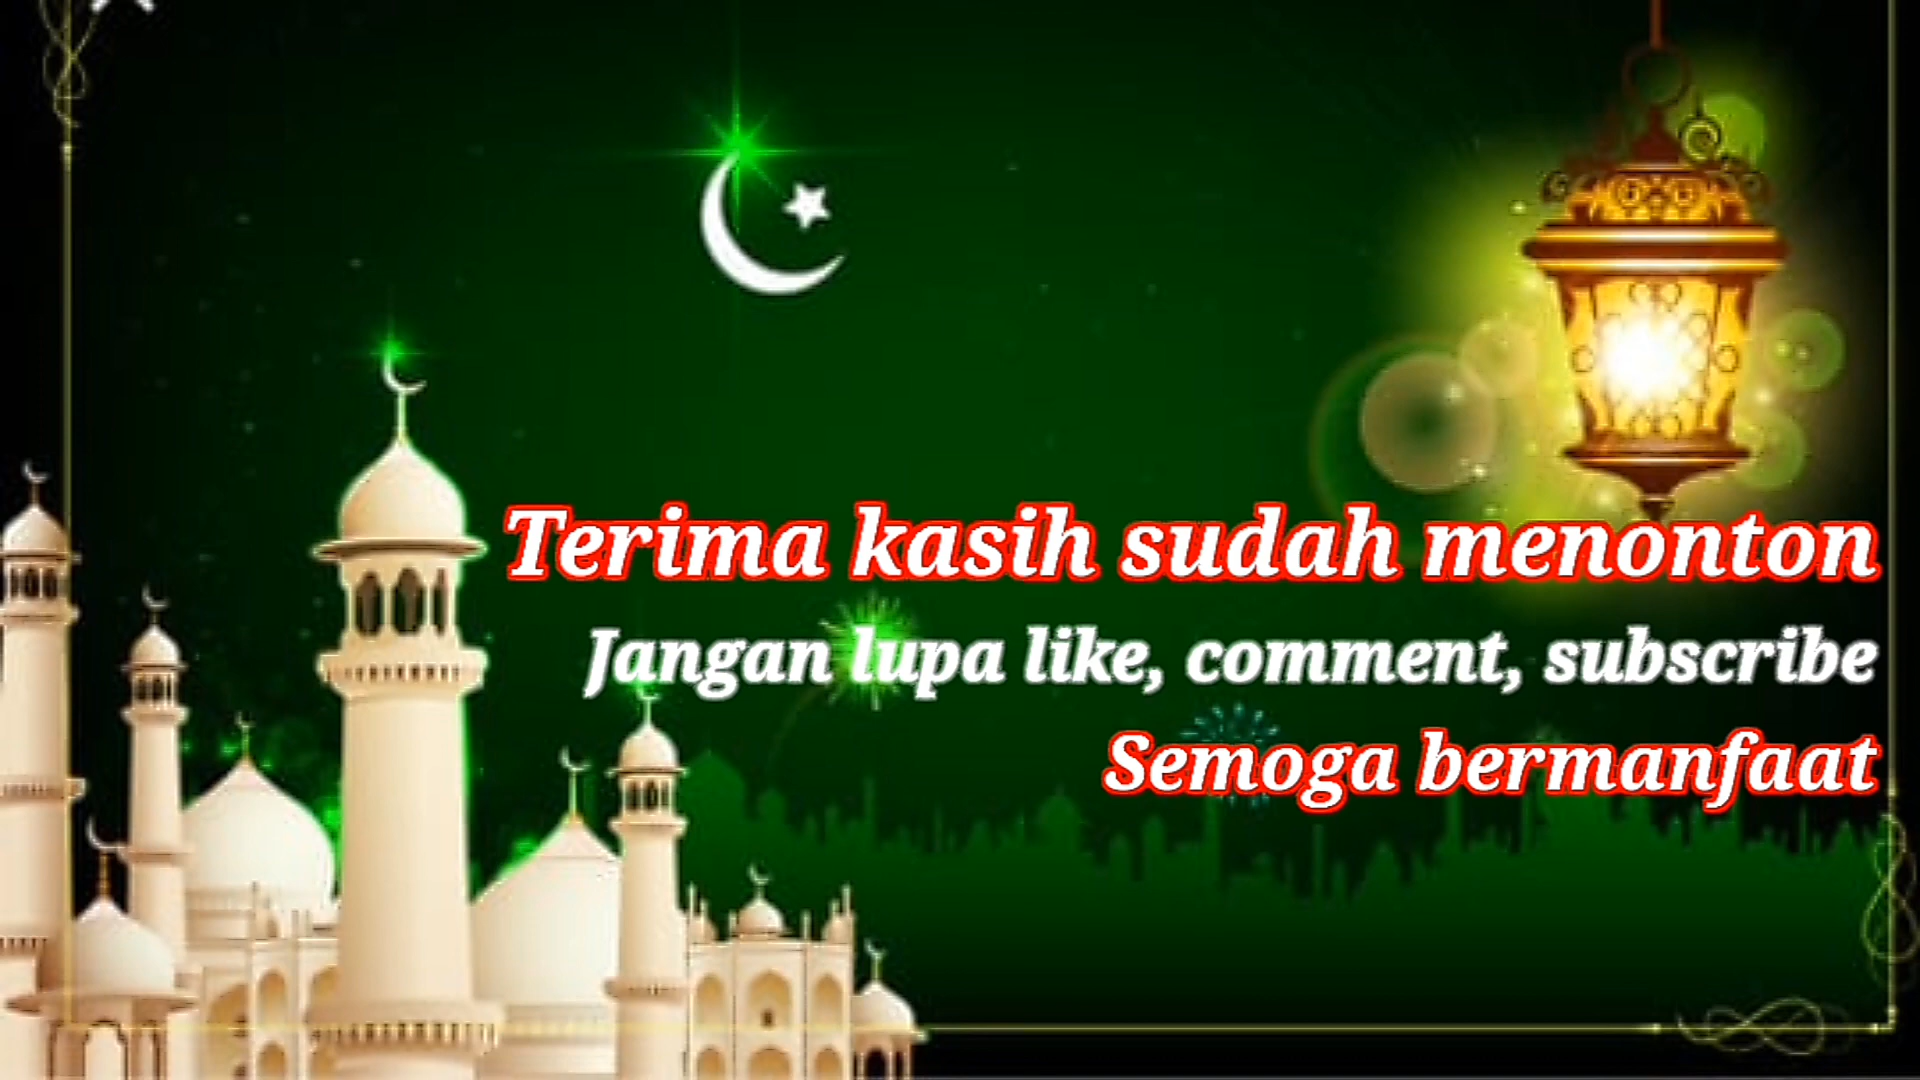 Terima kasih sudah menonton
Jangan lupa like, comment, subscribe
Semoga bermanfaat